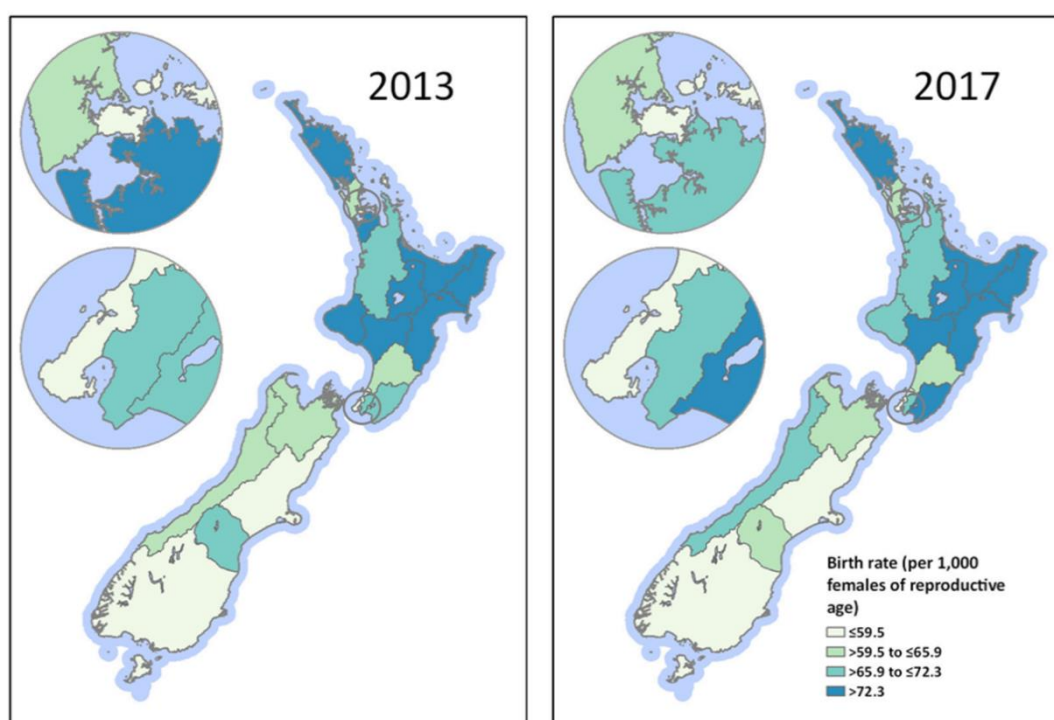 2013
2017
Birth rate (per 1,000
females of reproductive
age)
≤59.5
>59.5 to ≤65.9
>65.9 to ≤72.3
>72.3